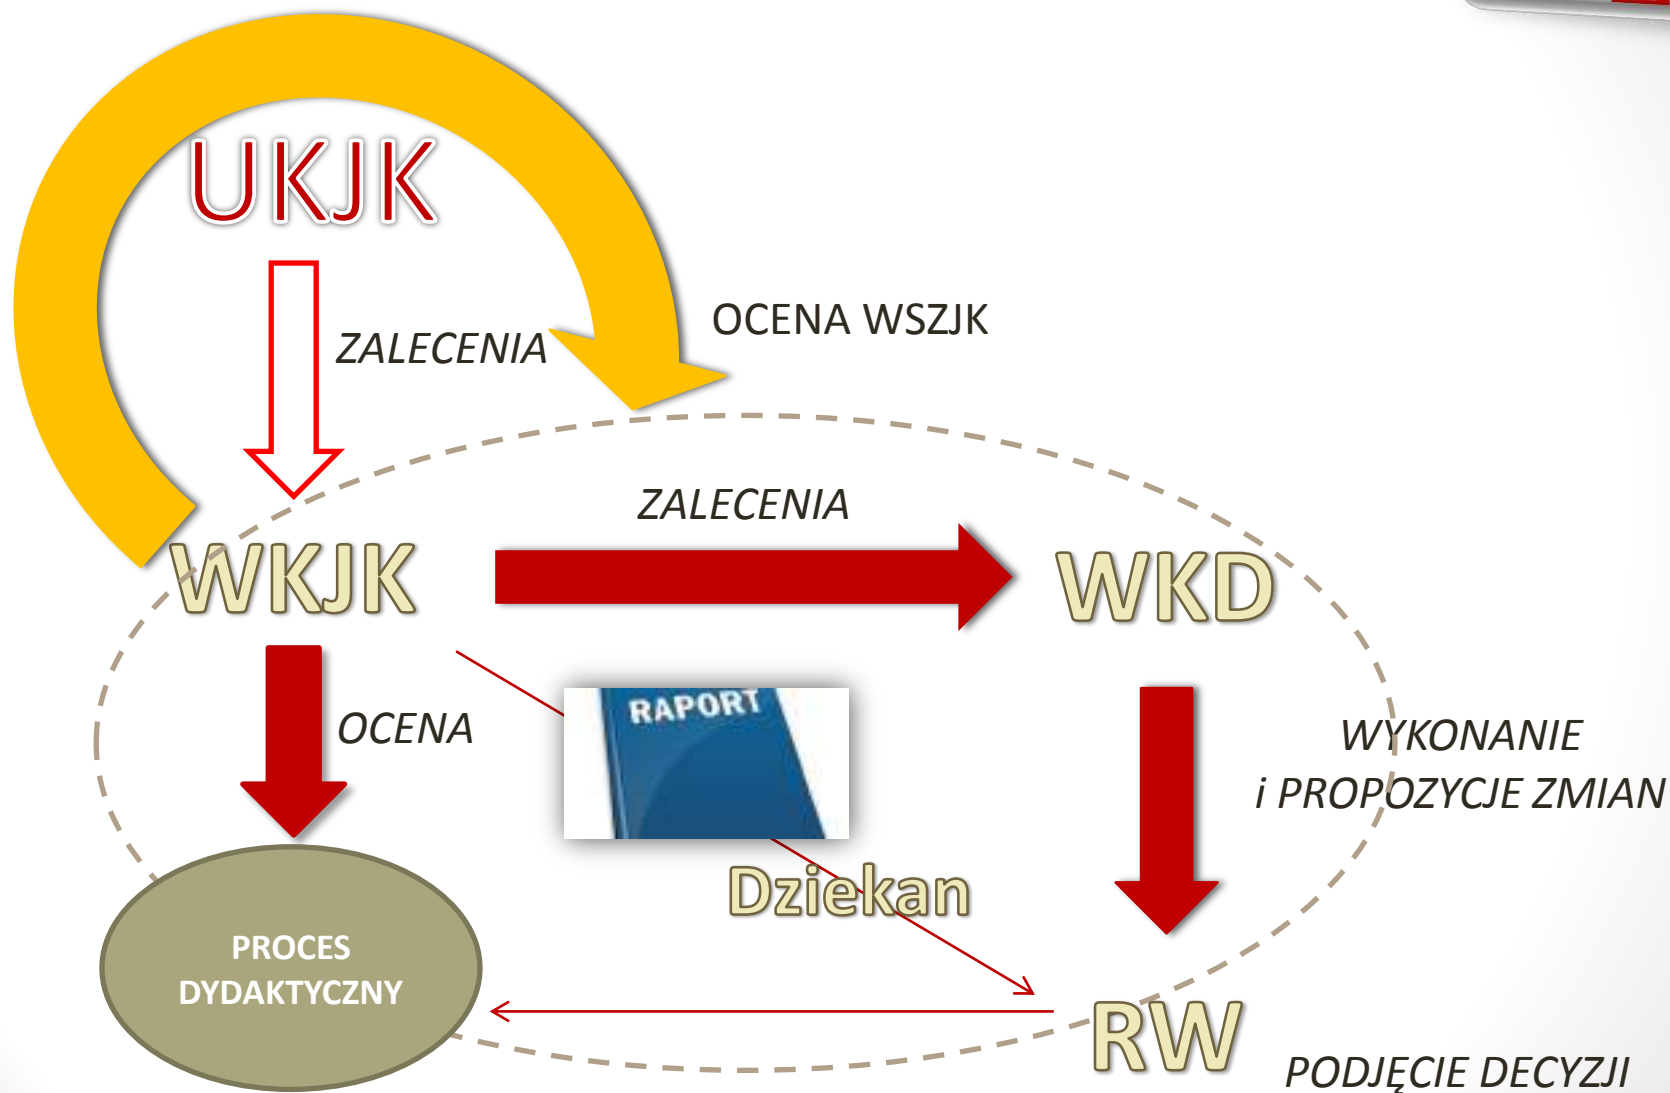 UKJK
OCENA WSZJK
ZALECENIA
ZALECENIA
WKJK
WKD
RAPORT
OCENA
WYKONANIE
i PROPOZYCJE ZMIAN
Dziekan
PROCES
DYDAKTYCZNY
RW
PODJĘCIE DECYZJI